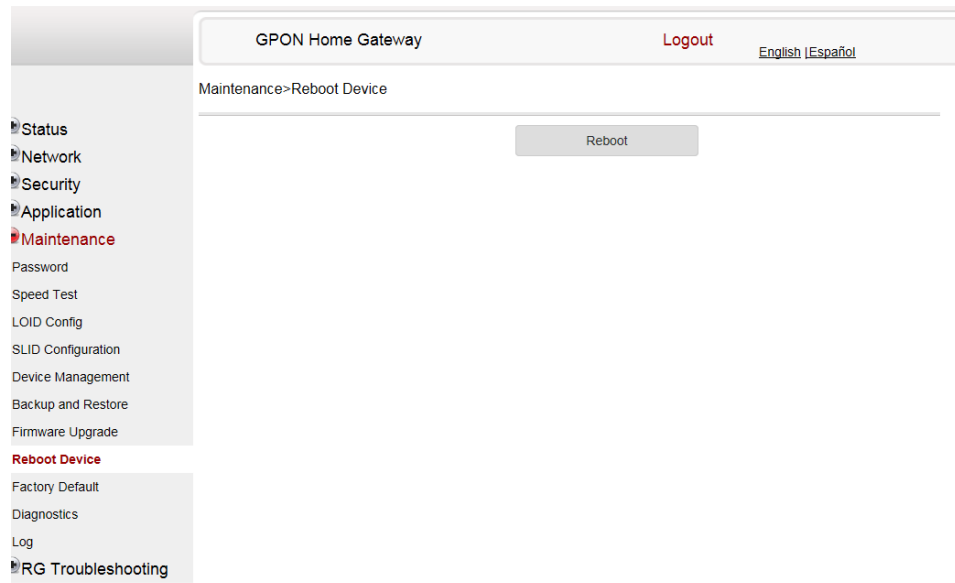 GPON Home Gateway
Logout
English |Español
Maintenance>Reboot Device
Reboot
Status
Network
Security
Application
Maintenance
Password
Speed Test
LOID Config
SLID Configuration
Device Management
Backup and Restore
Firmware Upgrade
Reboot Device
Factory Default
Diagnostics
Log
RG Troubleshooting